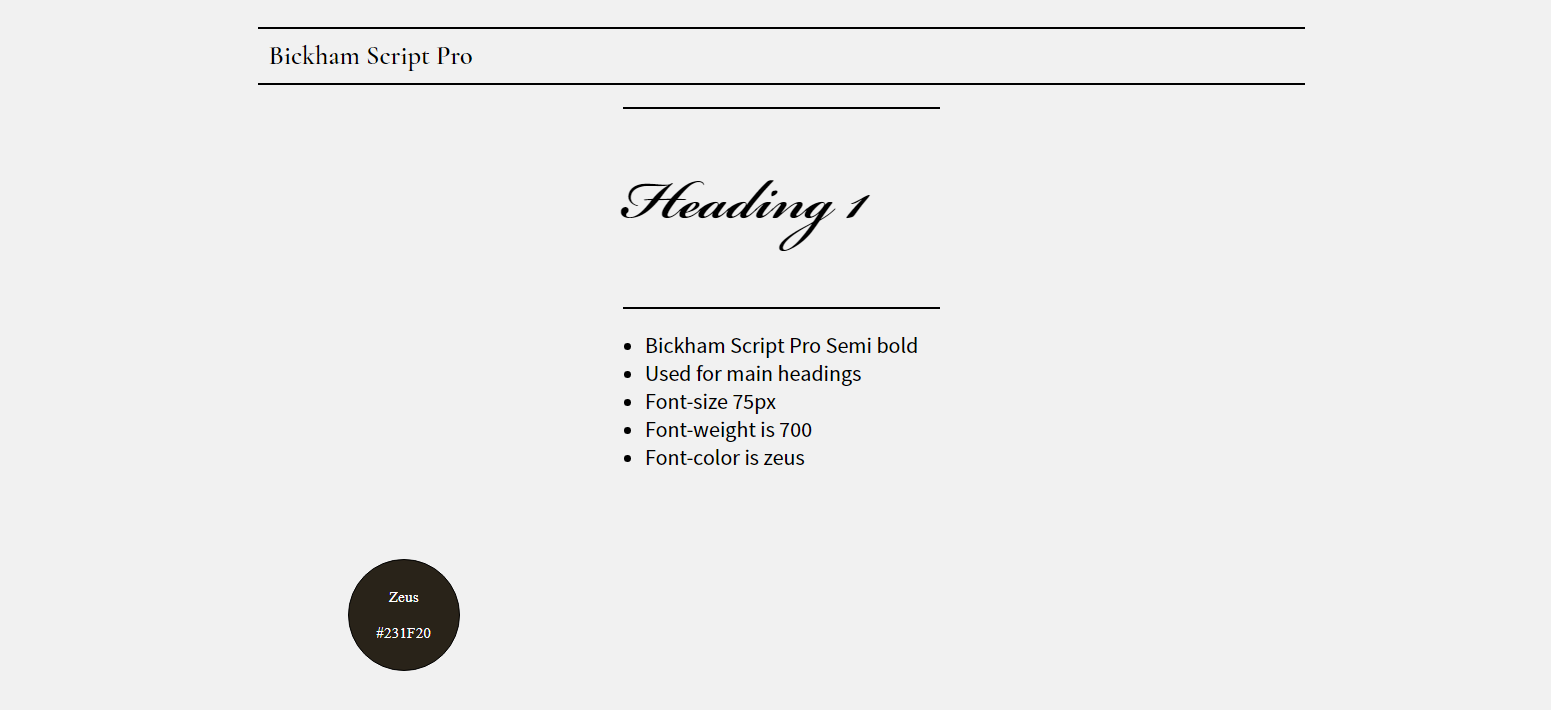 Bickham Script Pro
Heading 1
• Bickham Script Pro Semi bold
• Used for main headings
• Font-size 75px
• Font-weight is 700
• Font-color is zeus
Zeus
#231F20